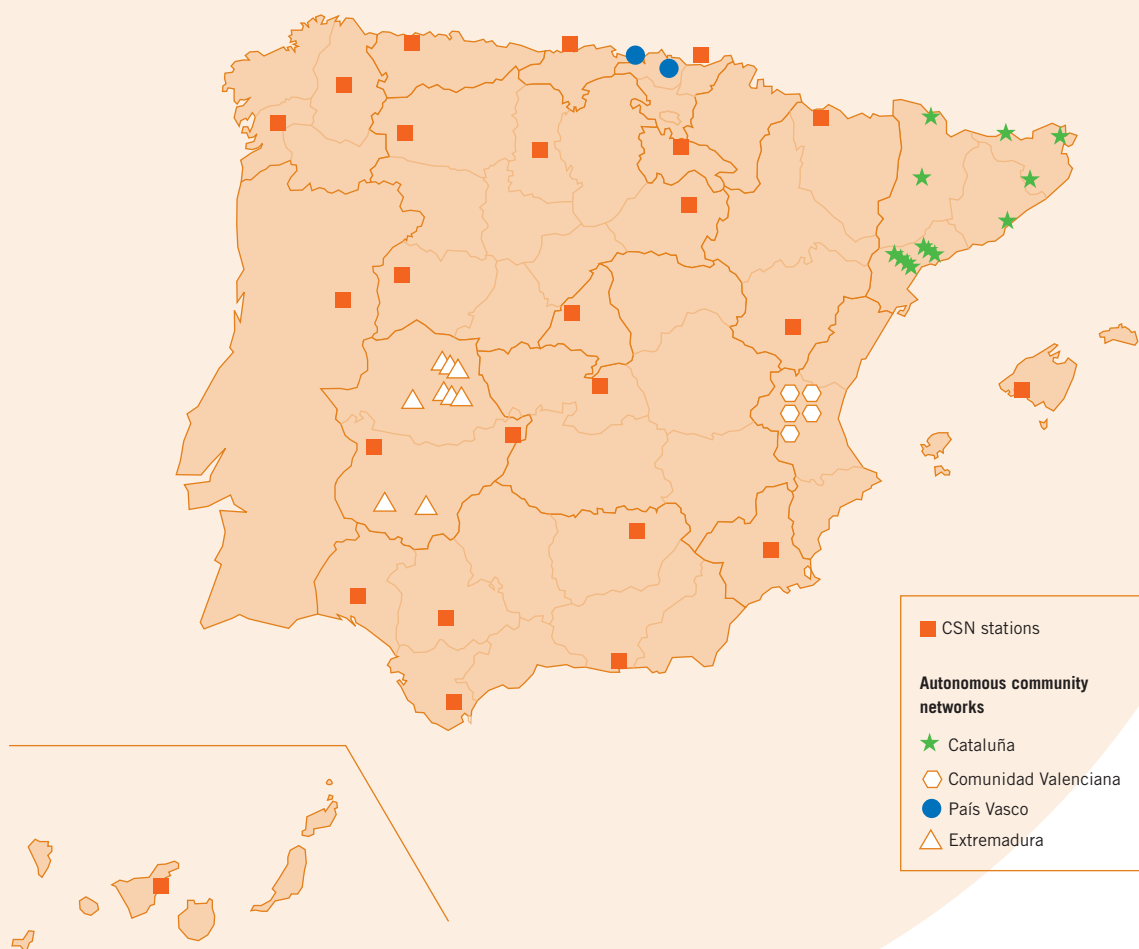 CSN stations
Autonomous community
networks
Cataluña
Comunidad Valenciana
País Vasco
Extremadura